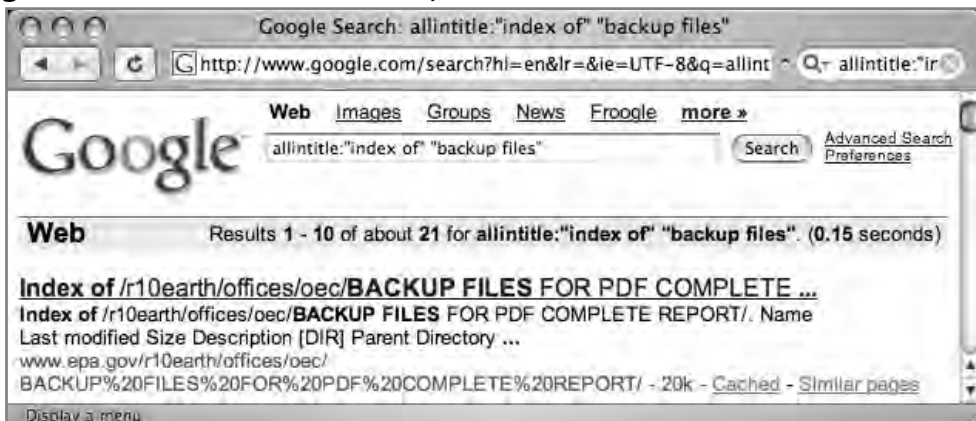 Google Search: allintitle:"index of" "backup files"
http://www.google.com/search?hl=en&lr=&ie=UTF-8&q=allint allintitle:"ir
Web Images Groups News Froogle more »
Google
allintitle:"index of" "backup files" Search Advanced Search
Preferences
Web Results 1 - 10 of about 21 for allintitle:"index of" "backup files". (0.15 seconds)
Index of /r10earth/offices/oec/BACKUP FILES FOR PDF COMPLETE ...
Index of /r10earth/offices/oec/BACKUP FILES FOR PDF COMPLETE REPORT/. Name
Last modified Size Description [DIR] Parent Directory ...
www.epa.gov/r10earth/offices/oec/
BACKUP%20FILES%20FOR%20PDF%20COMPLETE%20REPORT/ - 20k - Cached - Similar pages
Display a menu